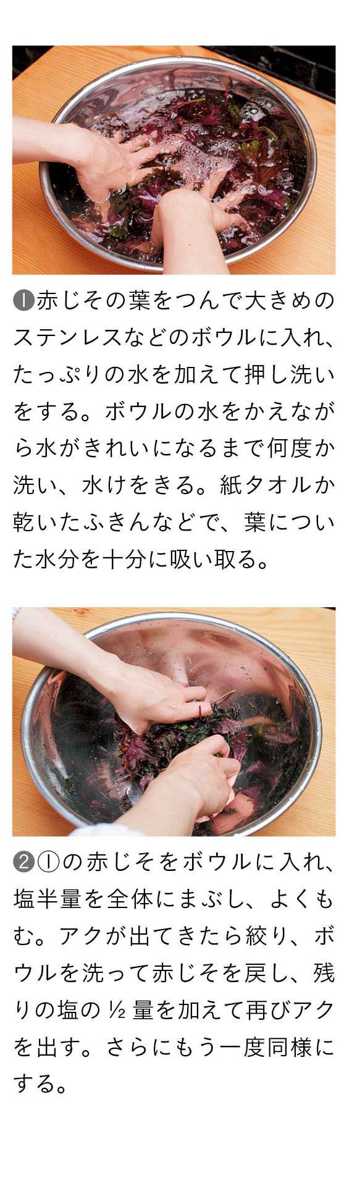 ❶赤じその葉をつんで大きめの
ステンレスなどのボウルに入れ、
たっぷりの水を加えて押し洗い
をする。ボウルの水をかえなが
ら水がきれいになるまで何度か
洗い、水けをきる。紙タオルか
乾いたふきんなどで、葉につい
た水分を十分に吸い取る。
❷①の赤じそをボウルに入れ、
塩半量を全体にまぶし、よくも
む。アクが出てきたら絞り、ボ
ウルを洗って赤じそを戻し、残
りの塩の½量を加えて再びアク
を出す。さらにもう一度同様に
する。